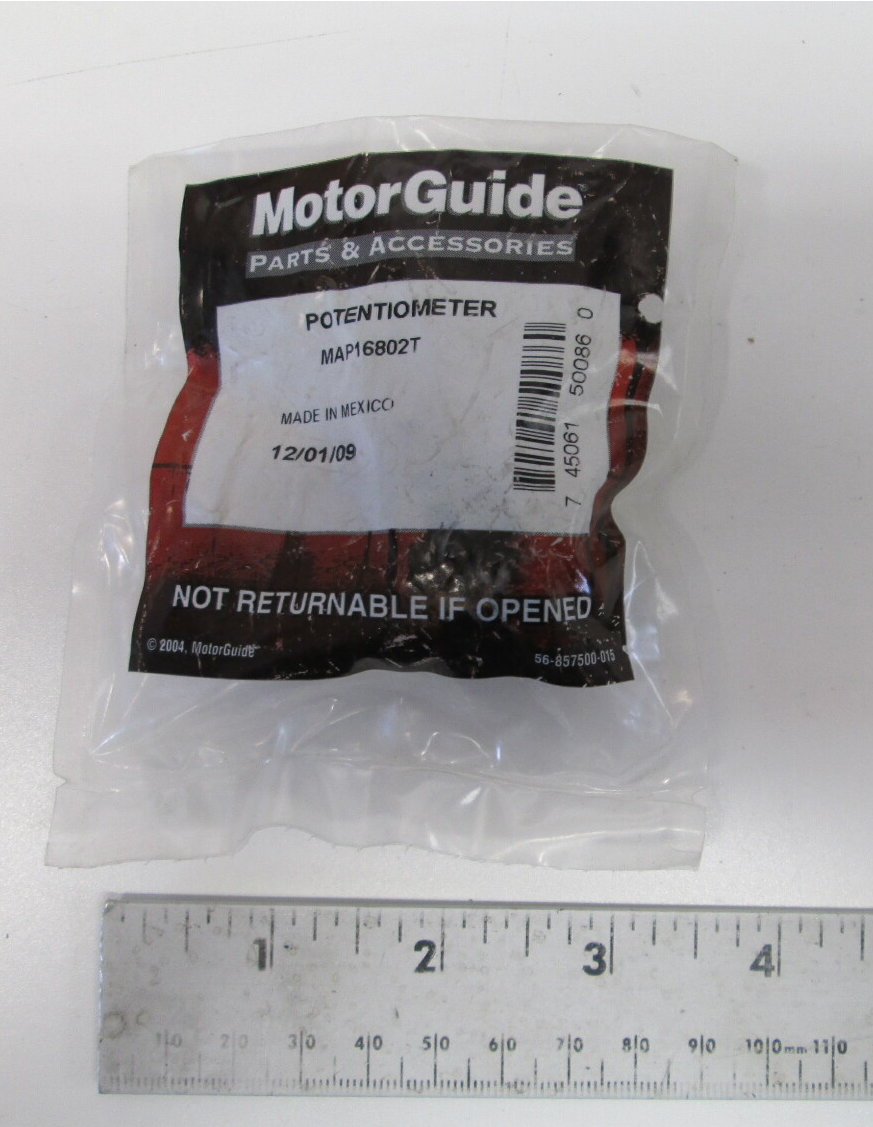 MotorGuide
PARTS & ACCESSORIES
POTENTIOMETER
MAP16802T
MADE IN MEXICO
12/01/09
7 45061 50086 0
NOT RETURNABLE IF OPENED
© 2004, MotorGuide
56-857500-015
1 2 3 4
10 20 30 40 50 60 70 80 90 100mm 110